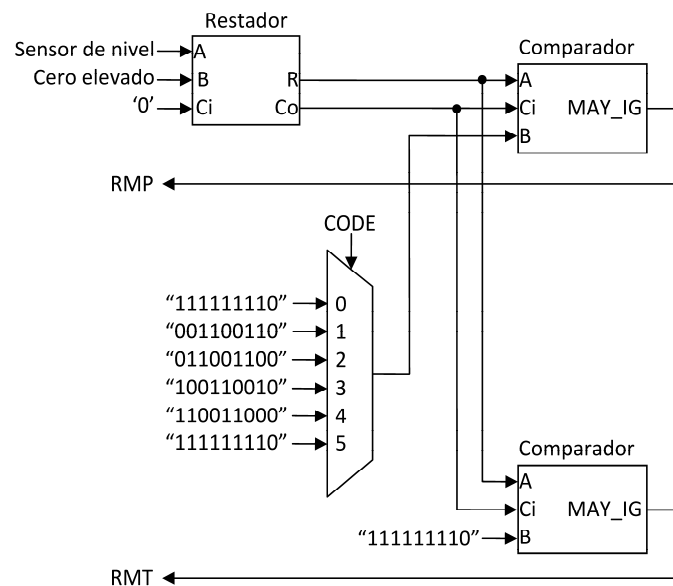 Restador
Sensor de nivel A
Cero elevado B R
‘0’ Ci Co
Comparador
A
Ci MAY_IG
B
RMP
CODE
“111111110” 0
“001100110” 1
“011001100” 2
“100110010” 3
“110011000” 4
“111111110” 5
Comparador
A
Ci MAY_IG
“111111110” B
RMT